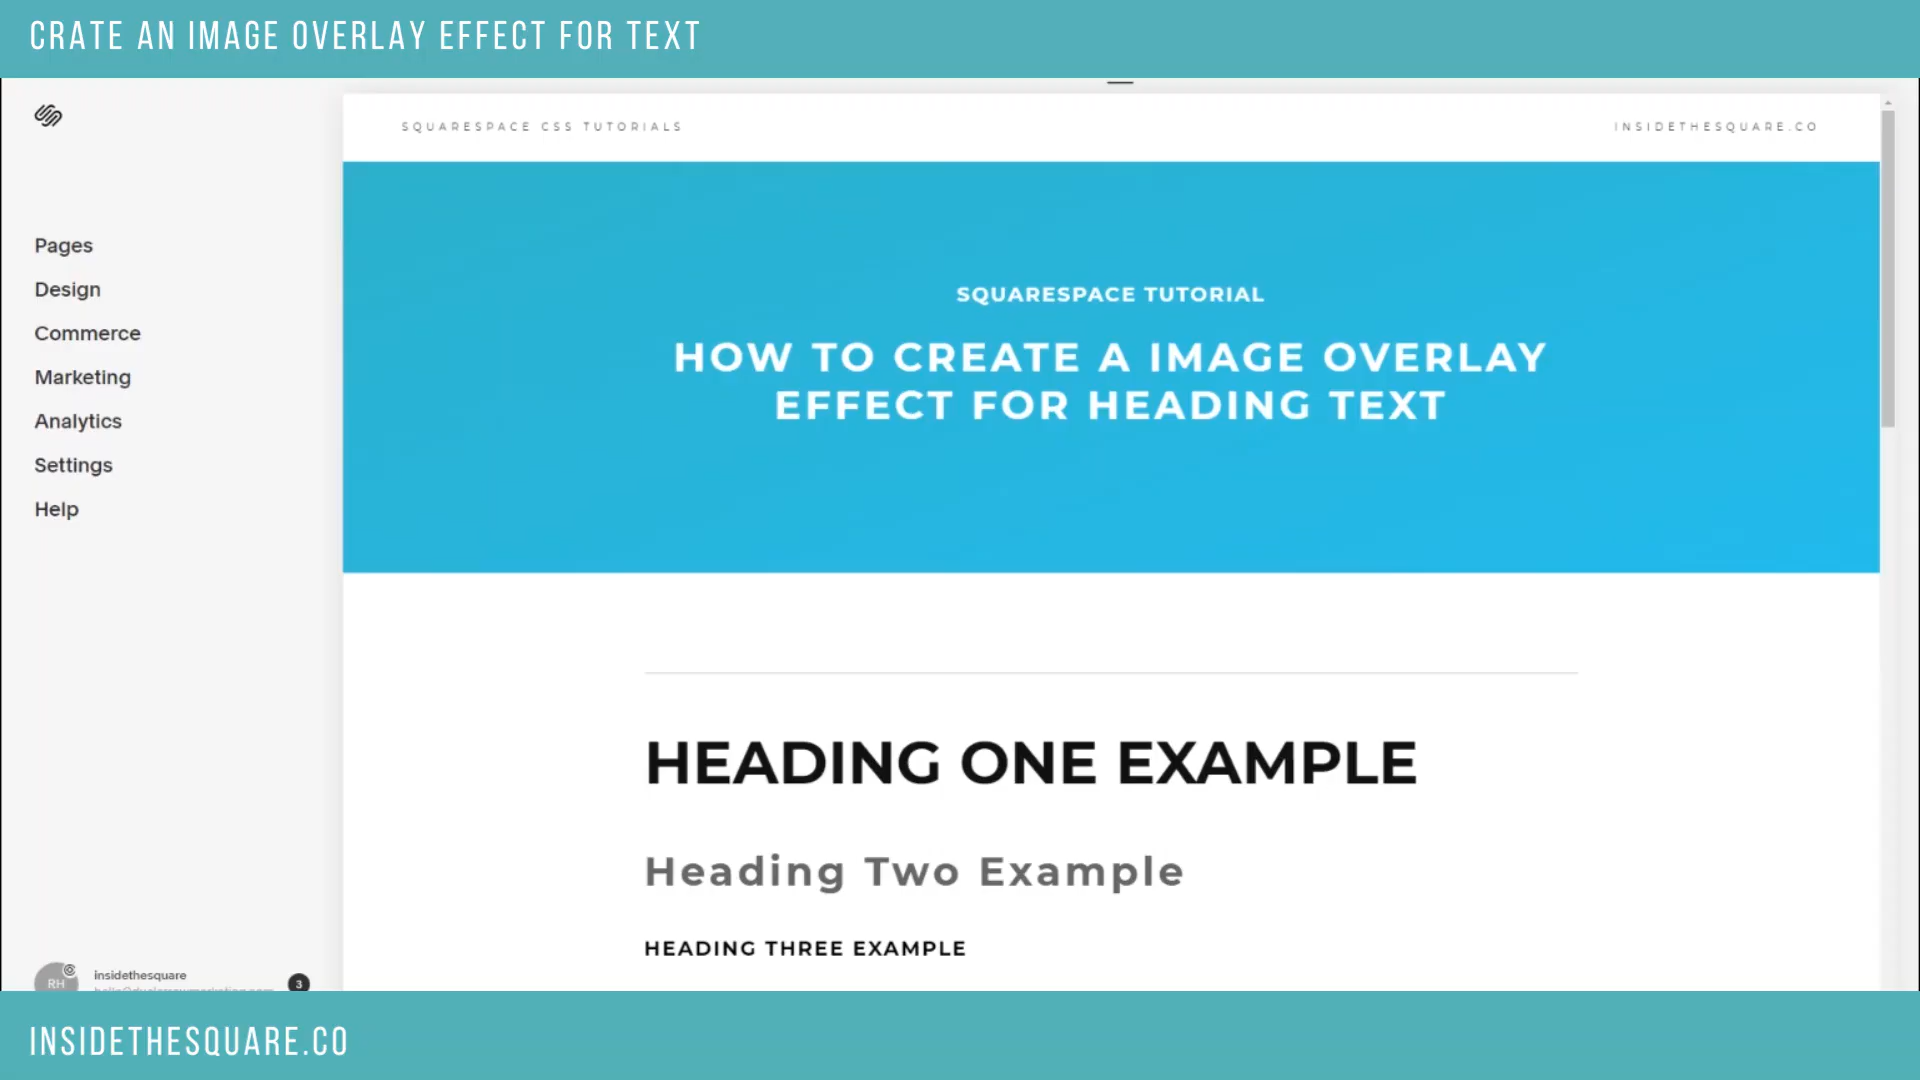 CRATE AN IMAGE OVERLAY EFFECT FOR TEXT
SQUARESPACE CSS TUTORIALS
INSIDETHESQUARE.CO
Pages
Design
Commerce
Marketing
Analytics
Settings
Help
SQUARESPACE TUTORIAL
HOW TO CREATE A IMAGE OVERLAY
EFFECT FOR HEADING TEXT
HEADING ONE EXAMPLE
Heading Two Example
HEADING THREE EXAMPLE
RH
insidethesquare
3
INSIDETHESQUARE.CO